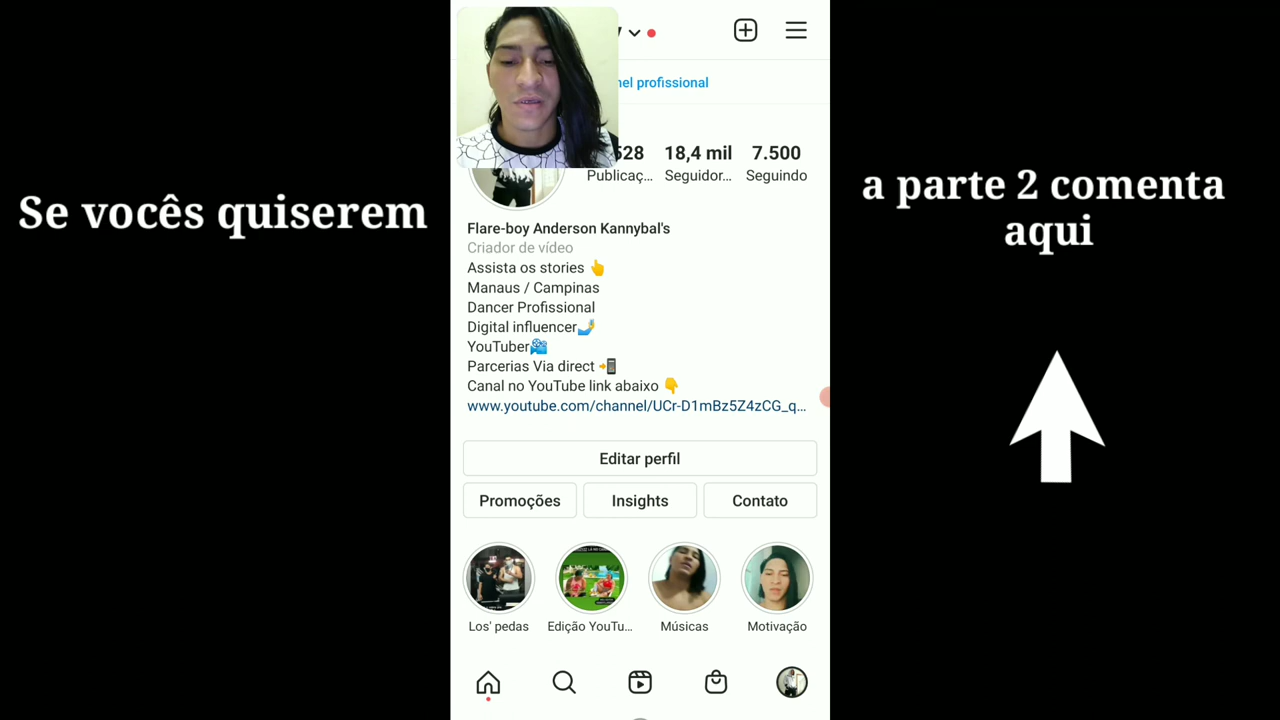 Se vocês quiserem
a parte 2 comenta
aqui
nel profissional
528 18,4 mil 7.500
Publicaç... Seguidor... Seguindo
Flare-boy Anderson Kannybal's
Criador de vídeo
Assista os stories 👆
Manaus / Campinas
Dancer Profissional
Digital influencer🤳
YouTuber🎦
Parcerias Via direct 📲
Canal no YouTube link abaixo 👇
www.youtube.com/channel/UCr-D1mBz5Z4zCG_q...
Editar perfil
Promoções Insights Contato
Los' pedas Edição YouTu... Músicas Motivação